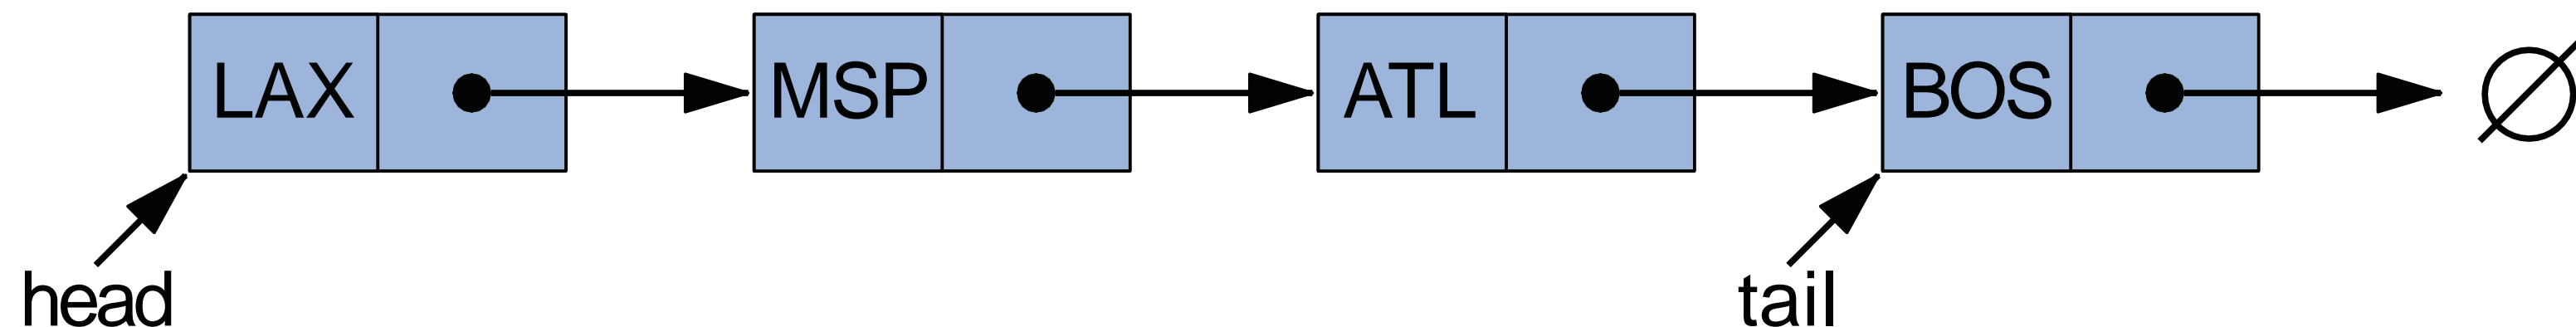 LAX MSP ATL BOS ∅
head tail